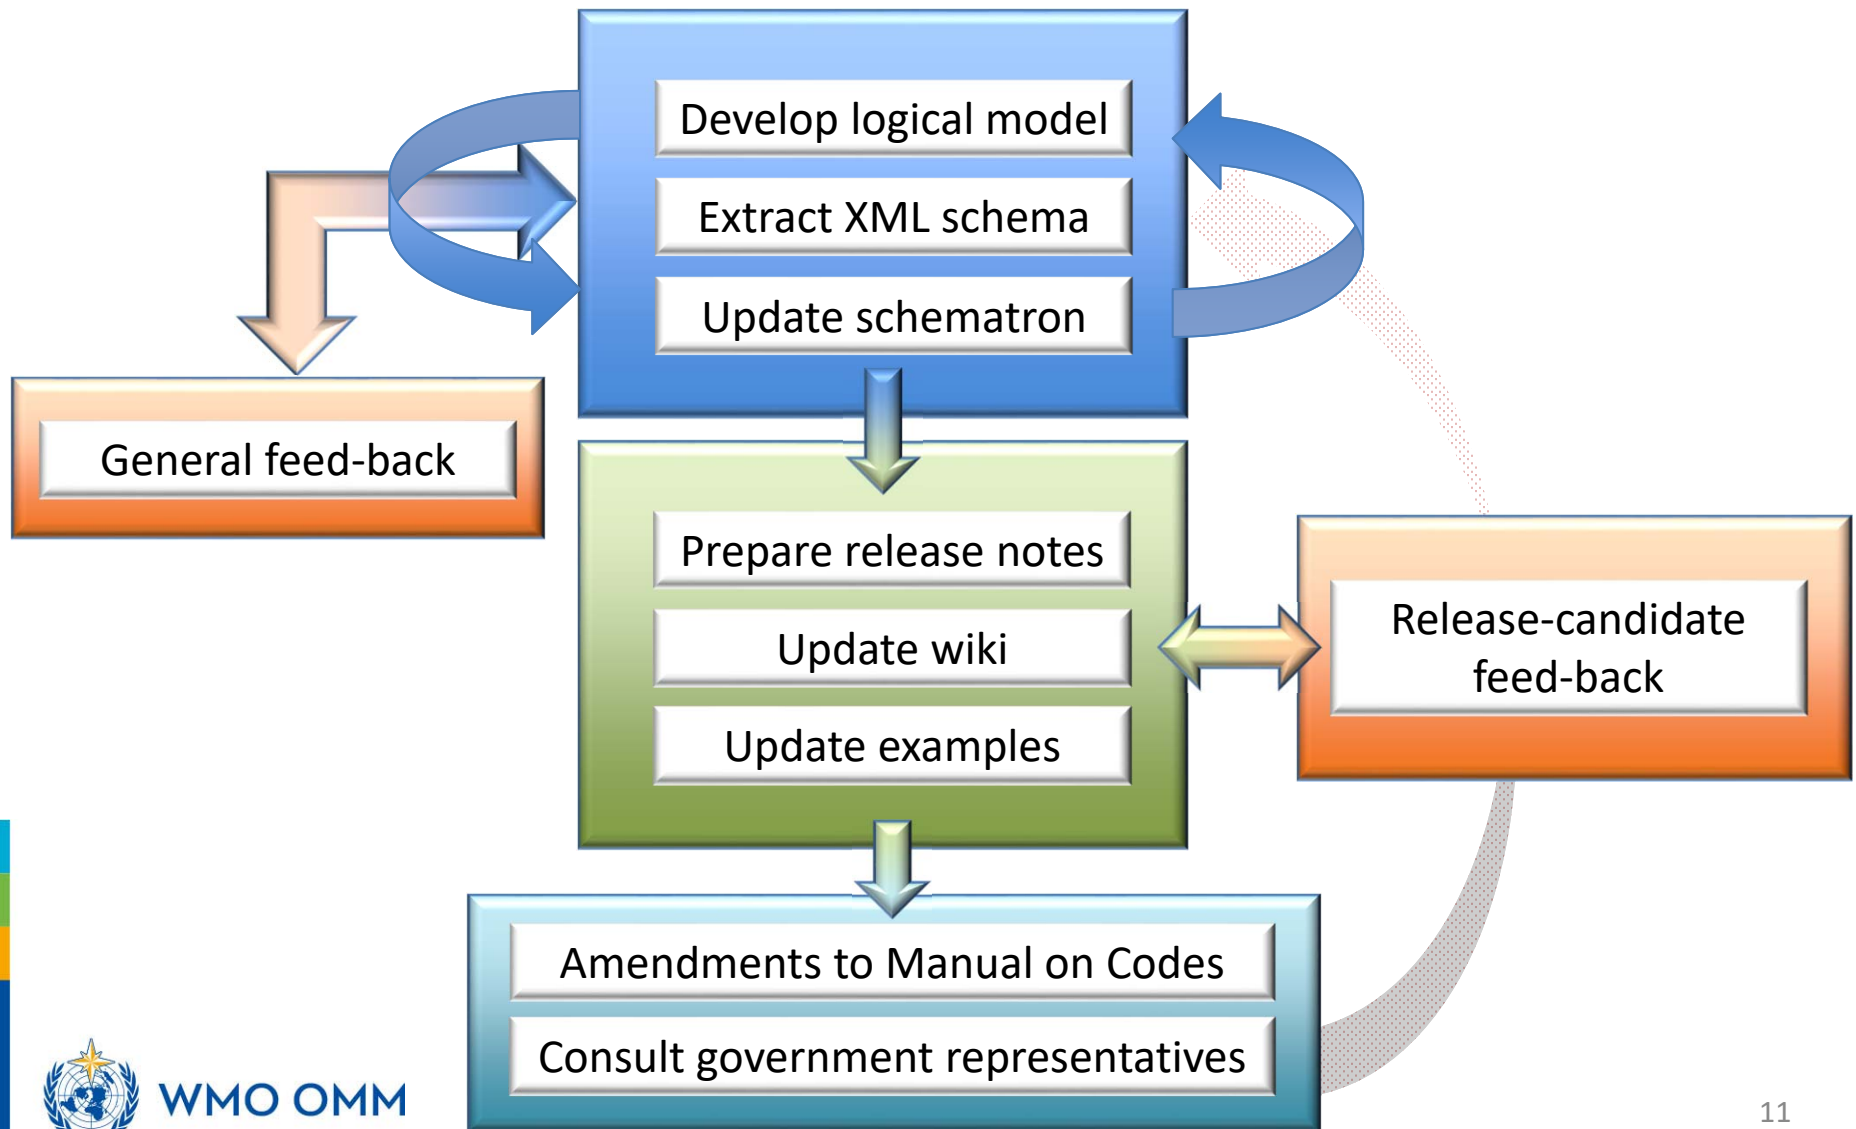 Develop logical model
Extract XML schema
Update schematron
General feed-back
Prepare release notes
Update wiki
Update examples
Release-candidate
feed-back
Amendments to Manual on Codes
Consult government representatives
WMO OMM
11